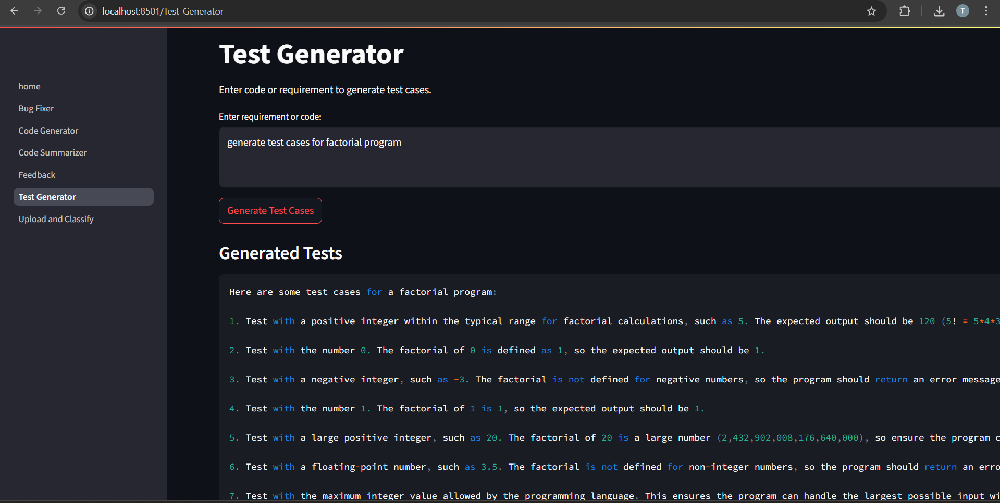 localhost:8501/Test_Generator
T
home
Bug Fixer
Code Generator
Code Summarizer
Feedback
Test Generator
Upload and Classify
Test Generator
Enter code or requirement to generate test cases.
Enter requirement or code:
generate test cases for factorial program
Generate Test Cases
Generated Tests
Here are some test cases for a factorial program:
1. Test with a positive integer within the typical range for factorial calculations, such as 5. The expected output should be 120 (5! = 5*4*3
2. Test with the number 0. The factorial of 0 is defined as 1, so the expected output should be 1.
3. Test with a negative integer, such as -3. The factorial is not defined for negative numbers, so the program should return an error message
4. Test with the number 1. The factorial of 1 is 1, so the expected output should be 1.
5. Test with a large positive integer, such as 20. The factorial of 20 is a large number (2,432,902,008,176,640,000), so ensure the program c
6. Test with a floating-point number, such as 3.5. The factorial is not defined for non-integer numbers, so the program should return an erro
7. Test with the maximum integer value allowed by the programming language. This ensures the program can handle the largest possible input wi